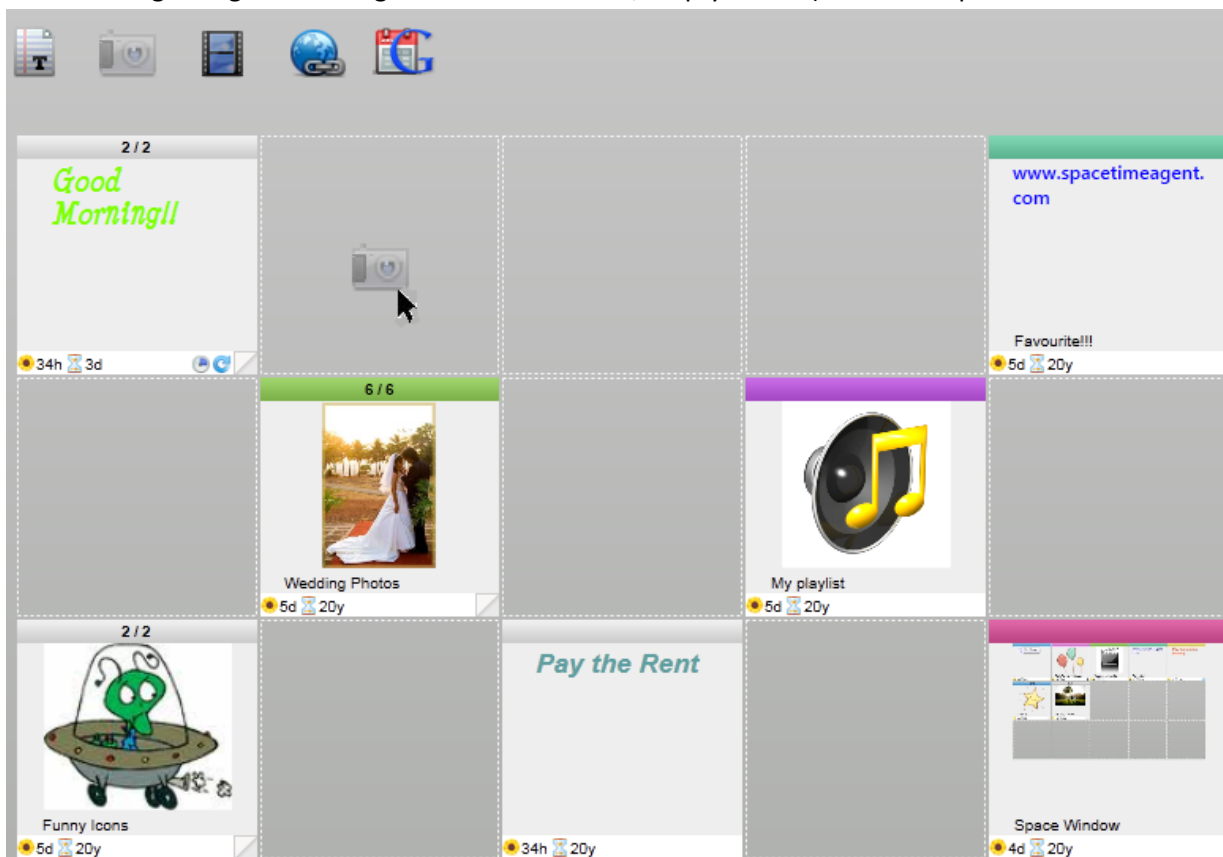 T
G
2 / 2
Good
Morning!!
34h 3d
www.spacetimeagent.
com
Favourite!!!
5d 20y
6 / 6
Wedding Photos
5d 20y
My playlist
5d 20y
2 / 2
Funny Icons
5d 20y
Pay the Rent
34h 20y
Space Window
4d 20y